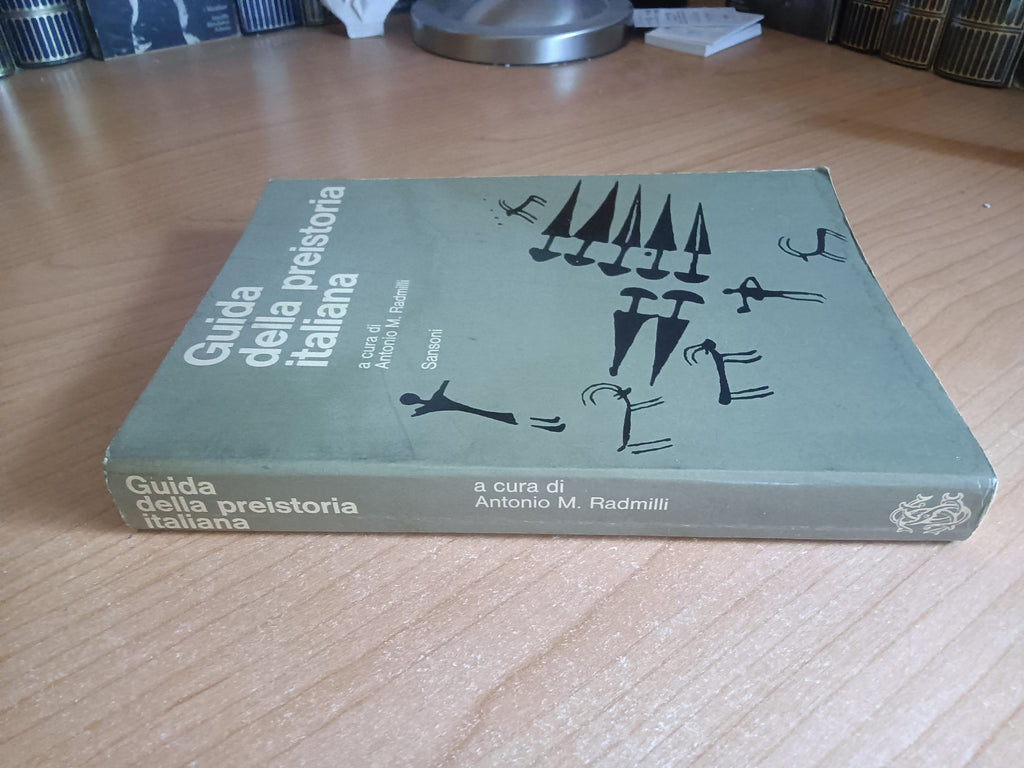 Guida
della preistoria
italiana
a cura di
Antonio M. Radmilli
Sansoni
Guida
della preistoria
italiana
a cura di
Antonio M. Radmilli